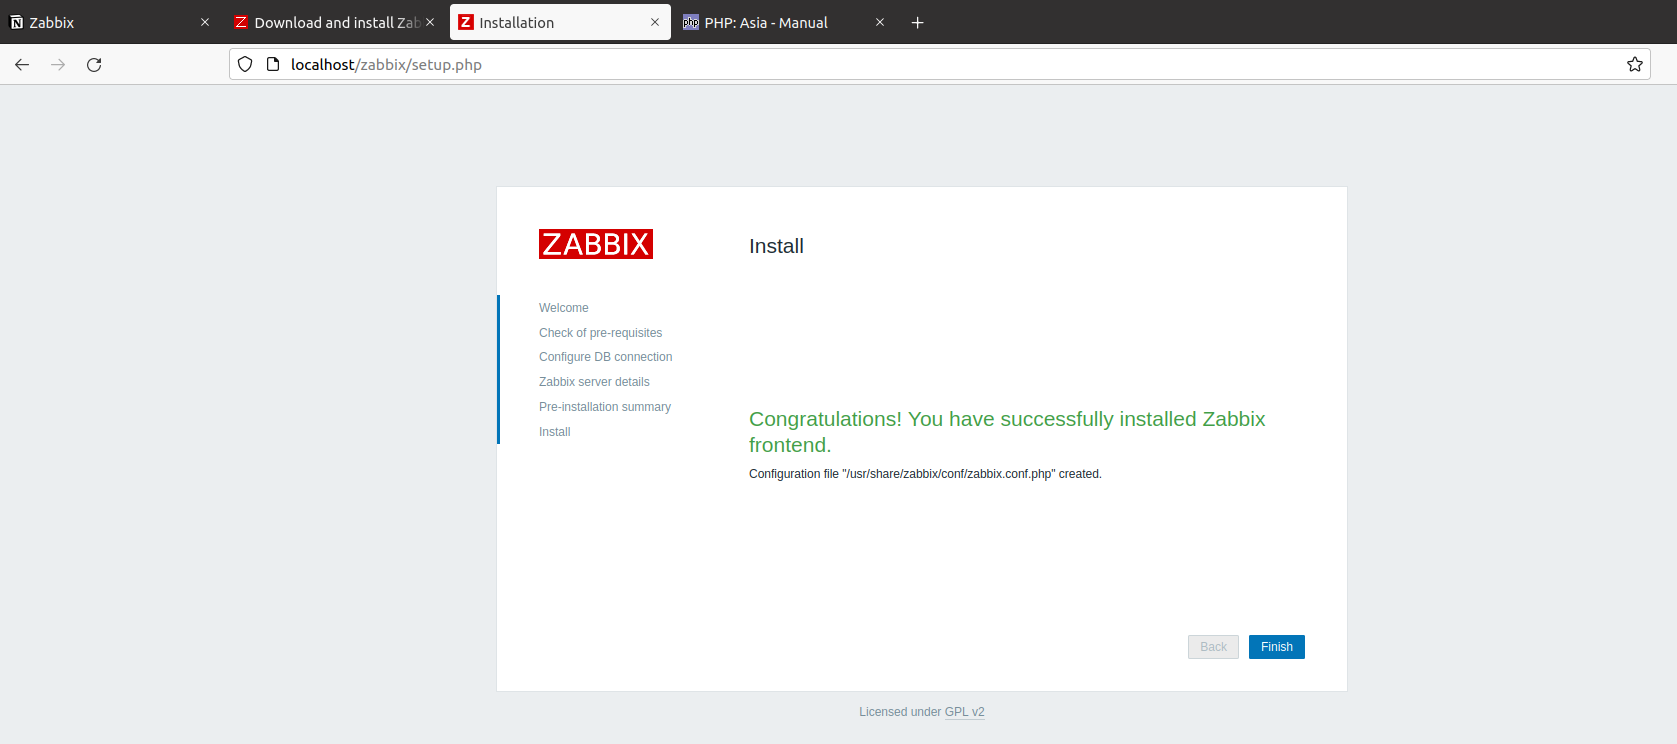 Zabbix
Download and install Zab
Installation
php
PHP: Asia - Manual
localhost/zabbix/setup.php
ZABBIX
Install
Welcome
Check of pre-requisites
Configure DB connection
Zabbix server details
Pre-installation summary
Install
Congratulations! You have successfully installed Zabbix
frontend.
Configuration file "/usr/share/zabbix/conf/zabbix.conf.php" created.
Back
Finish
Licensed under GPL v2